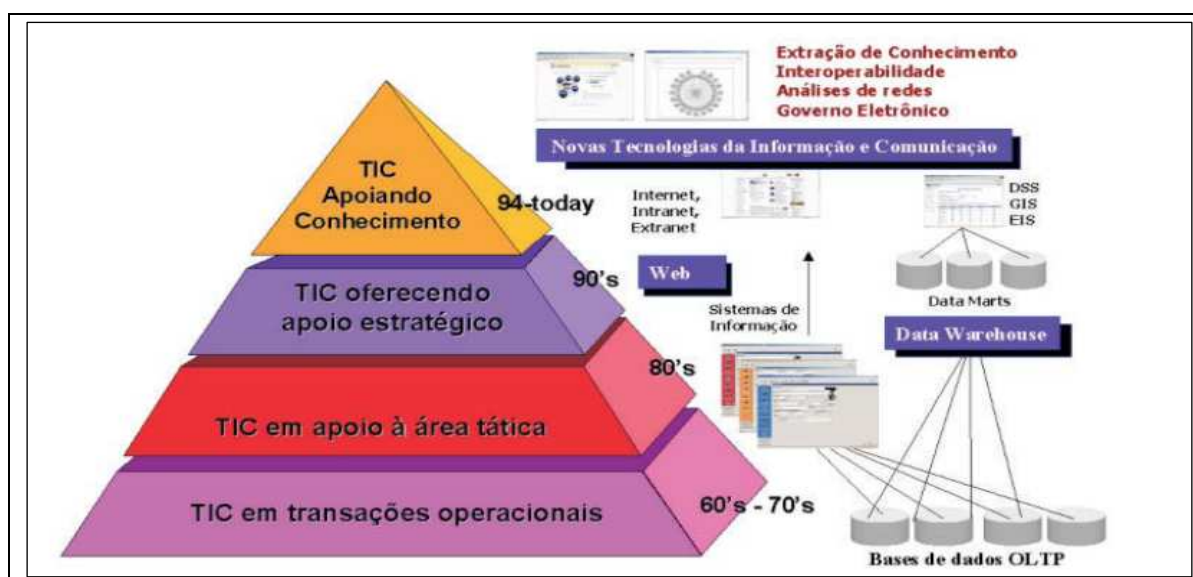 Extração de Conhecimento
Interoperabilidade
Análises de redes
Governo Eletrônico
Novas Tecnologias da Informação e Comunicação
TIC
Apoiando
Conhecimento
94-today
Internet,
Intranet,
Extranet
DSS
GIS
EIS
TIC oferecendo
apoio estratégico
90's
Web
Data Marts
Sistemas de
Informação
Data Warehouse
TIC em apoio à área tática
80's
TIC em transações operacionais
60's - 70's
Bases de dados OLTP